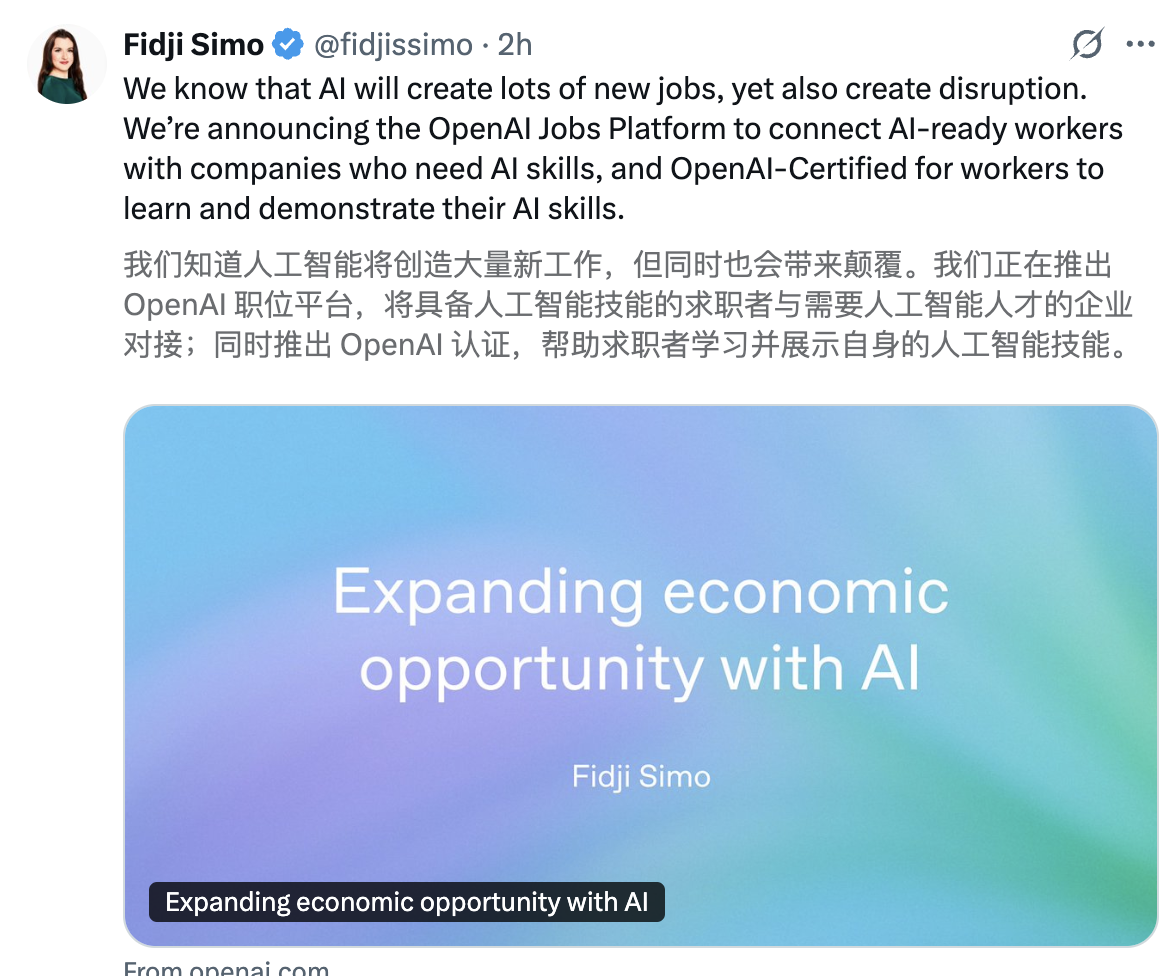 Fidji Simo @fidjissimo · 2h
We know that AI will create lots of new jobs, yet also create disruption.
We’re announcing the OpenAI Jobs Platform to connect AI-ready workers
with companies who need AI skills, and OpenAI-Certified for workers to
learn and demonstrate their AI skills.
我们知道人工智能将创造大量新工作，但同时也会带来颠覆。我们正在推出
OpenAI 职位平台，将具备人工智能技能的求职者与需要人工智能人才的企业
对接；同时推出 OpenAI 认证，帮助求职者学习并展示自身的人工智能技能。
Expanding economic
opportunity with AI
Fidji Simo
Expanding economic opportunity with AI
From openai.com